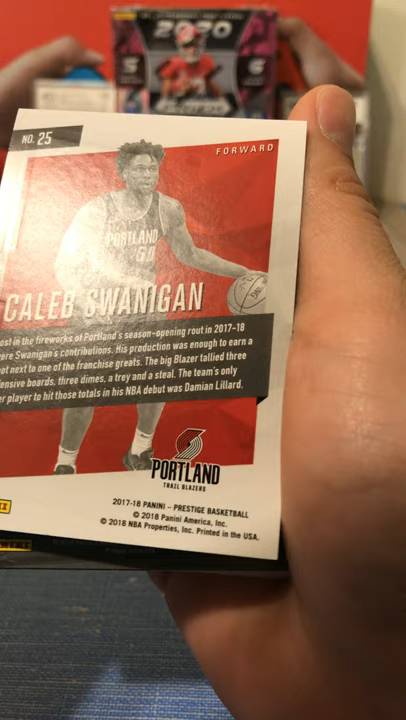 2020
NO. 25
FORWARD
PORTLAND
50
CALEB SWANIGAN
ost in the fireworks of Portland's season-opening rout in 2017-18
ere Swanigan's contributions. His production was enough to earn a
ot next to one of the franchise greats. The big Blazer tallied three
ensive boards, three dimes, a trey and a steal. The team's only
er player to hit those totals in his NBA debut was Damian Lillard.
PORTLAND
TRAIL BLAZERS
2017-18 PANINI – PRESTIGE BASKETBALL
© 2018 Panini America, Inc.
© 2018 NBA Properties, Inc. Printed in the USA.